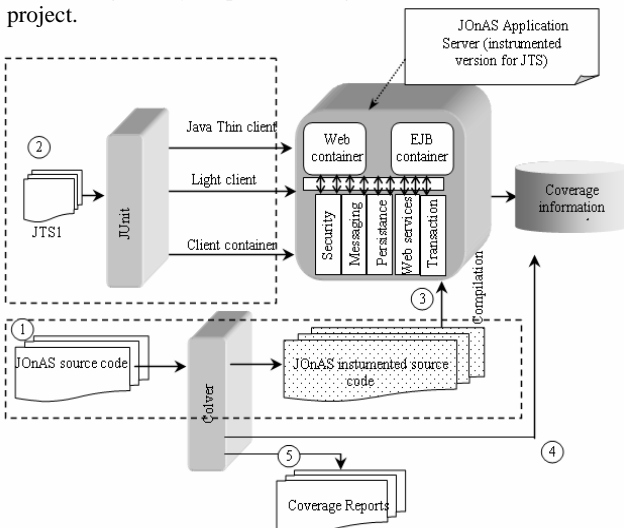 project.
JOnAS Application
Server (instrumented
version for JTS)
Java Thin client
Web
container
EJB
container
2
JUnit
Light client
Coverage
information
JTS1
Security
Messaging
Persistance
Web services
Transaction
Client container
3
Compilation
1
JOnAS source code
Colver
JOnAS instumented source
code
4
5
Coverage Reports